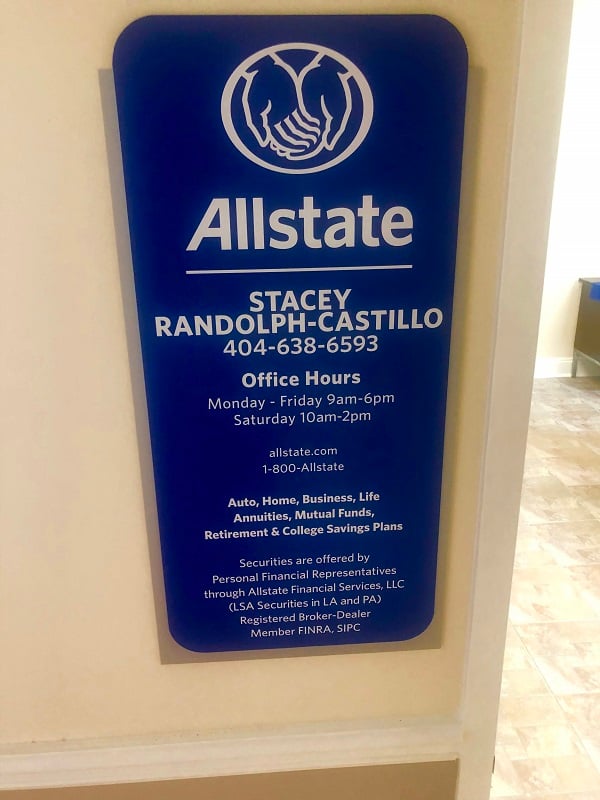 Allstate
STACEY
RANDOLPH-CASTILLO
404-638-6593
Office Hours
Monday - Friday 9am-6pm
Saturday 10am-2pm
allstate.com
1-800-Allstate
Auto, Home, Business, Life
Annuities, Mutual Funds,
Retirement & College Savings Plans
Securities are offered by
Personal Financial Representatives
through Allstate Financial Services, LLC
(LSA Securities in LA and PA)
Registered Broker-Dealer
Member FINRA, SIPC